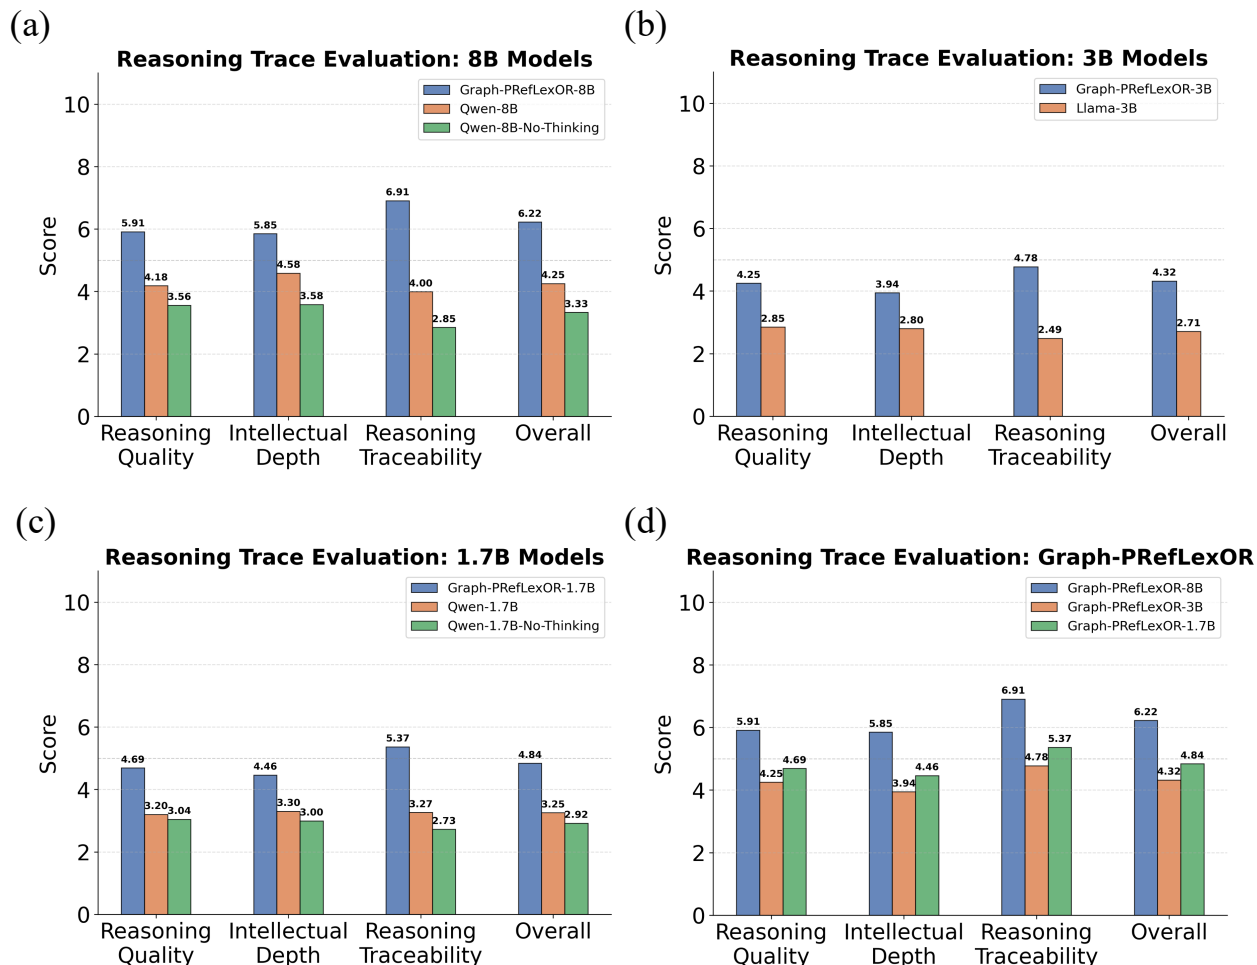 (a)
Reasoning Trace Evaluation: 8B Models
Graph-PRefLexOR-8B
Qwen-8B
Qwen-8B-No-Thinking
Score
10
8
6
4
2
0
5.91
4.18
3.56
5.85
4.58
3.58
6.91
4.00
2.85
6.22
4.25
3.33
Reasoning
Quality
Intellectual
Depth
Reasoning
Traceability
Overall
(b)
Reasoning Trace Evaluation: 3B Models
Graph-PRefLexOR-3B
Llama-3B
Score
10
8
6
4
2
0
4.25
2.85
3.94
2.80
4.78
2.49
4.32
2.71
Reasoning
Quality
Intellectual
Depth
Reasoning
Traceability
Overall
(c)
Reasoning Trace Evaluation: 1.7B Models
Graph-PRefLexOR-1.7B
Qwen-1.7B
Qwen-1.7B-No-Thinking
Score
10
8
6
4
2
0
4.69
3.20
3.04
4.46
3.30
3.00
5.37
3.27
2.73
4.84
3.25
2.92
Reasoning
Quality
Intellectual
Depth
Reasoning
Traceability
Overall
(d)
Reasoning Trace Evaluation: Graph-PRefLexOR
Graph-PRefLexOR-8B
Graph-PRefLexOR-3B
Graph-PRefLexOR-1.7B
Score
10
8
6
4
2
0
5.91
4.25
4.69
5.85
3.94
4.46
6.91
4.78
5.37
6.22
4.32
4.84
Reasoning
Quality
Intellectual
Depth
Reasoning
Traceability
Overall